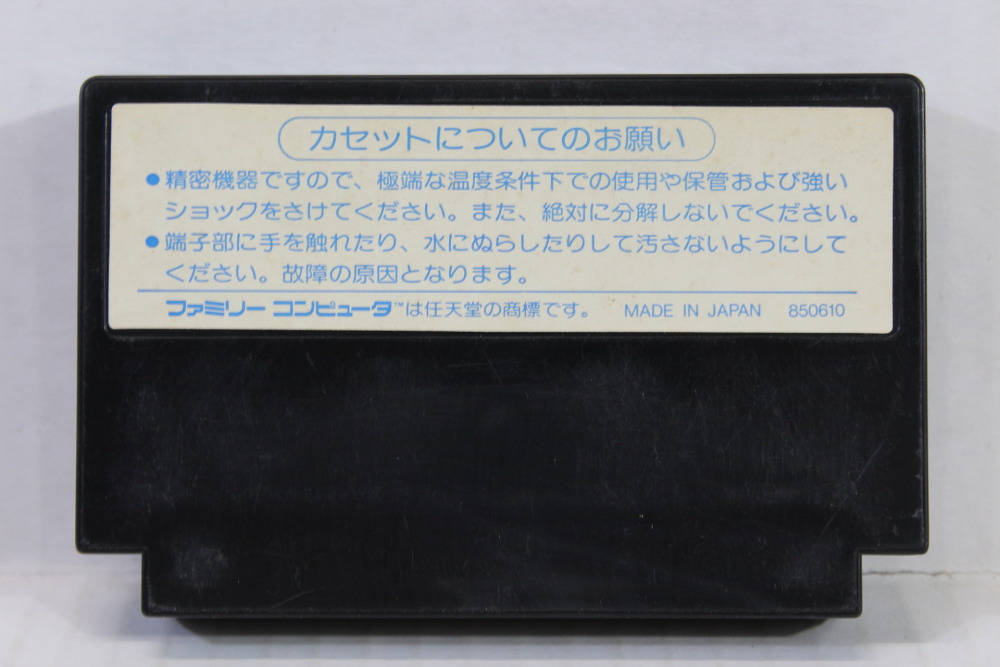 カセットについてのお願い
●精密機器ですので、極端な温度条件下での使用や保管および強い
ショックをさけてください。また、絶対に分解しないでください。
●端子部に手を触れたり、水にぬらしたりして汚さないようにして
ください。故障の原因となります。
ファミリーコンピュータ™は任天堂の商標です。 MADE IN JAPAN 850610